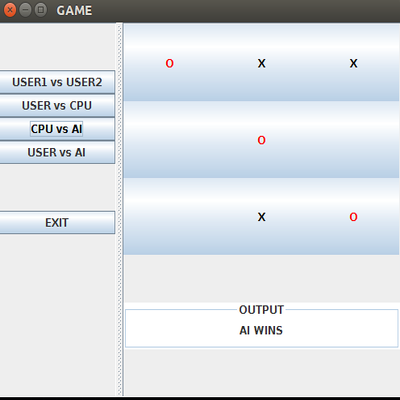 GAME
USER1 vs USER2
USER vs CPU
CPU vs AI
USER vs AI
EXIT
O X X
O
X O
OUTPUT
AI WINS